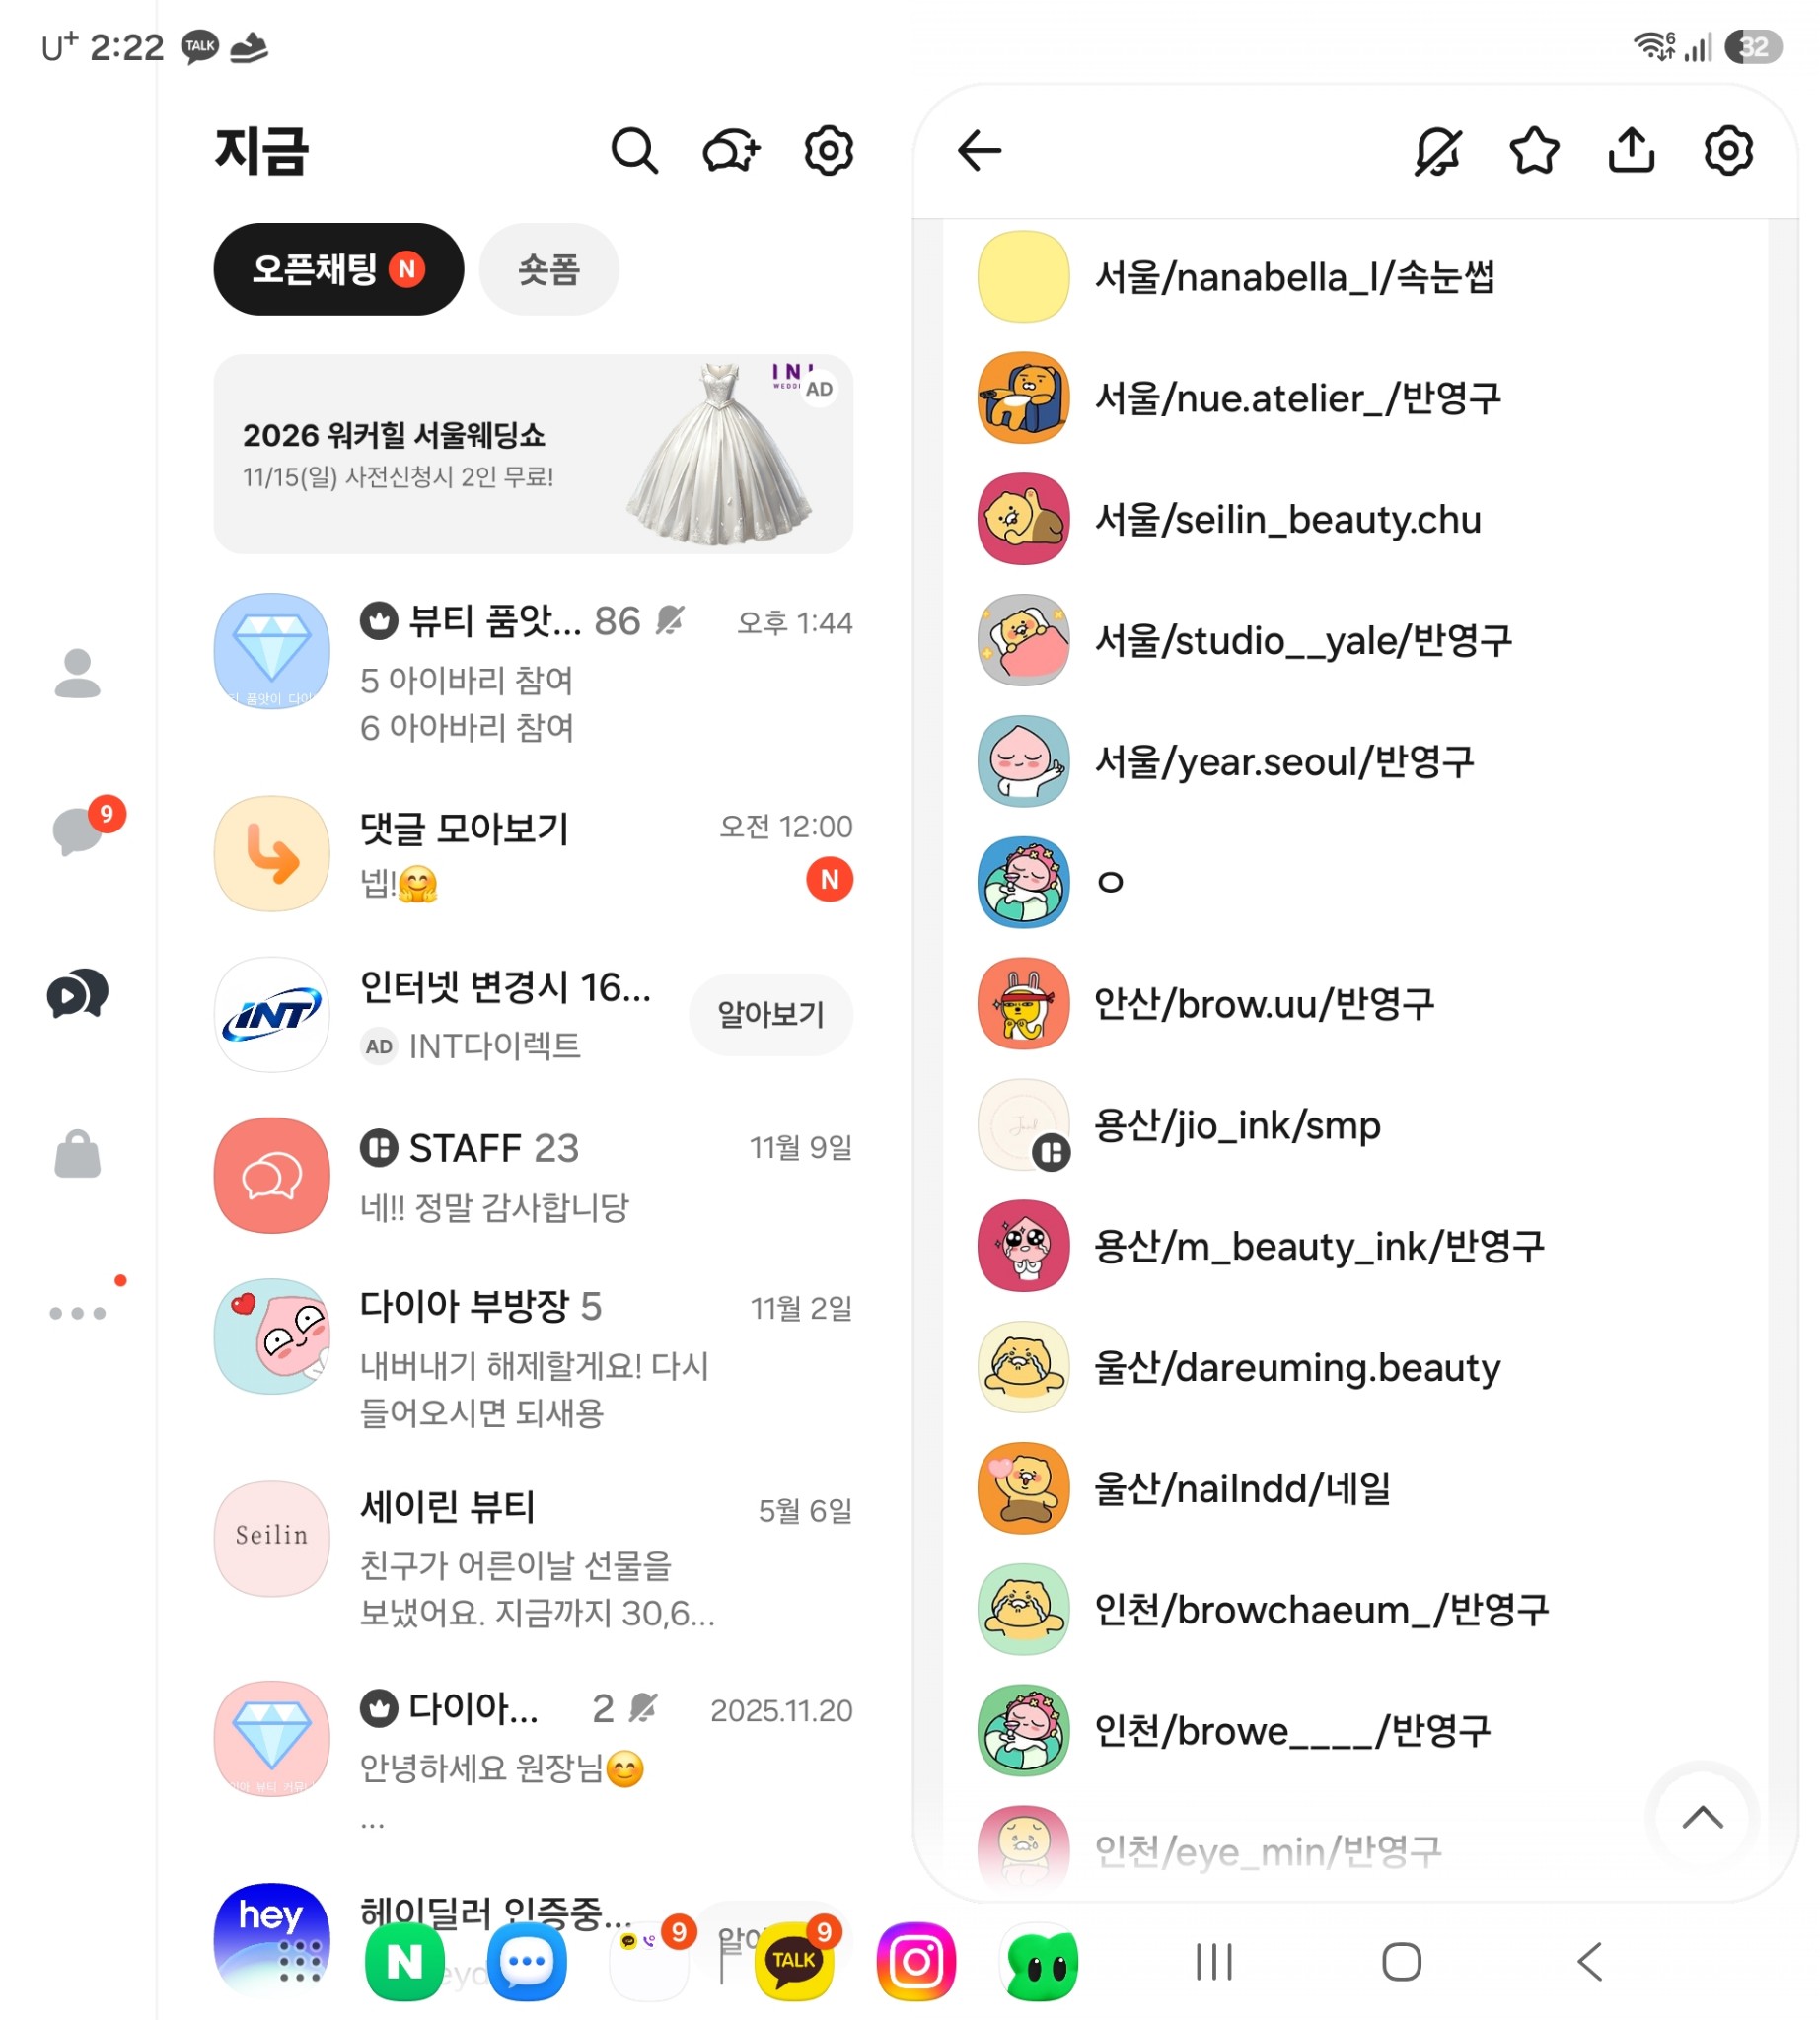 U+ 2:22 TALK
6 32
지금
오픈채팅 N
숏폼
2026 워커힐 서울웨딩쇼
11/15(일) 사전신청시 2인 무료!
AD
뷰티 품앗... 86
오후 1:44
5 아이바리 참여
6 아아바리 참여
댓글 모아보기
오전 12:00
넵!🤗
N
9
INT
인터넷 변경시 16...
AD INT다이렉트
알아보기
STAFF 23
11월 9일
네!! 정말 감사합니당
다이아 부방장 5
11월 2일
내버내기 해제할게요! 다시
들어오시면 되새용
Seilin
세이린 뷰티
5월 6일
친구가 어른이날 선물을
보냈어요. 지금까지 30,6...
다이아... 2
2025.11.20
안녕하세요 원장님😊
...
hey
헤이딜러 인증중...
서울/nanabella_l/속눈썹
서울/nue.atelier_/반영구
서울/seilin_beauty.chu
서울/studio__yale/반영구
서울/year.seoul/반영구
ㅇ
안산/brow.uu/반영구
용산/jio_ink/smp
용산/m_beauty_ink/반영구
울산/dareuming.beauty
울산/nailndd/네일
인천/browchaeum_/반영구
인천/browe____/반영구
인천/eye_min/반영구
N
9
TALK
9